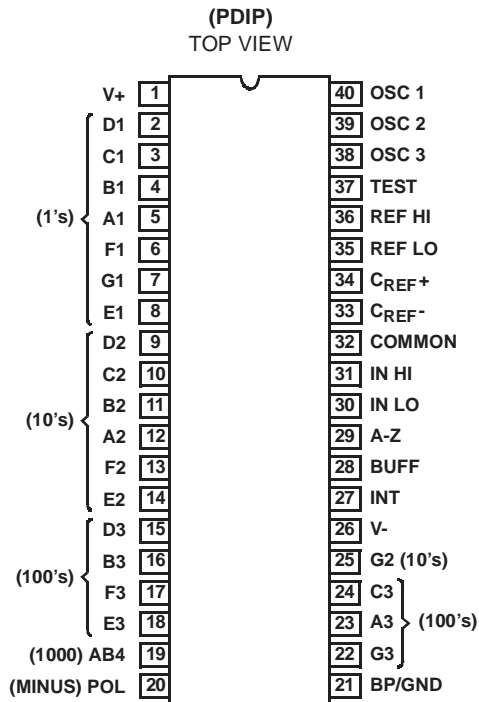 (PDIP)
TOP VIEW
V+ 1 40 OSC 1
D1 2 39 OSC 2
C1 3 38 OSC 3
B1 4 37 TEST
(1's) A1 5 36 REF HI
F1 6 35 REF LO
G1 7 34 CREF+
E1 8 33 CREF-
D2 9 32 COMMON
C2 10 31 IN HI
B2 11 30 IN LO
(10's) A2 12 29 A-Z
F2 13 28 BUFF
E2 14 27 INT
D3 15 26 V-
B3 16 25 G2 (10's)
(100's) F3 17 24 C3
E3 18 23 A3 (100's)
(1000) AB4 19 22 G3
(MINUS) POL 20 21 BP/GND